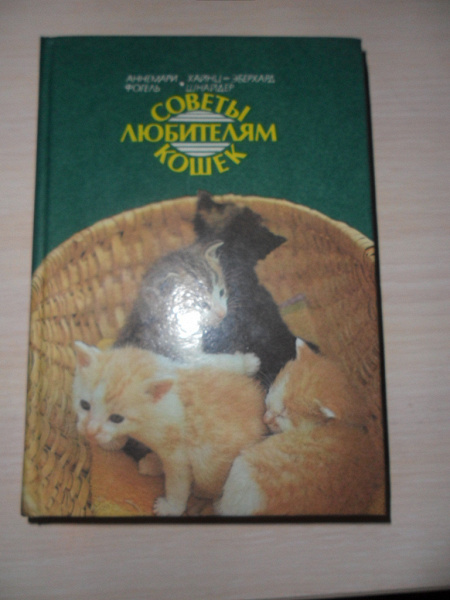 АННЕМАРИ ХАЙНЦ-ЭБЕРХАРД
ФОГЕЛЬ • ШНАЙДЕР
СОВЕТЫ
ЛЮБИТЕЛЯМ
КОШЕК